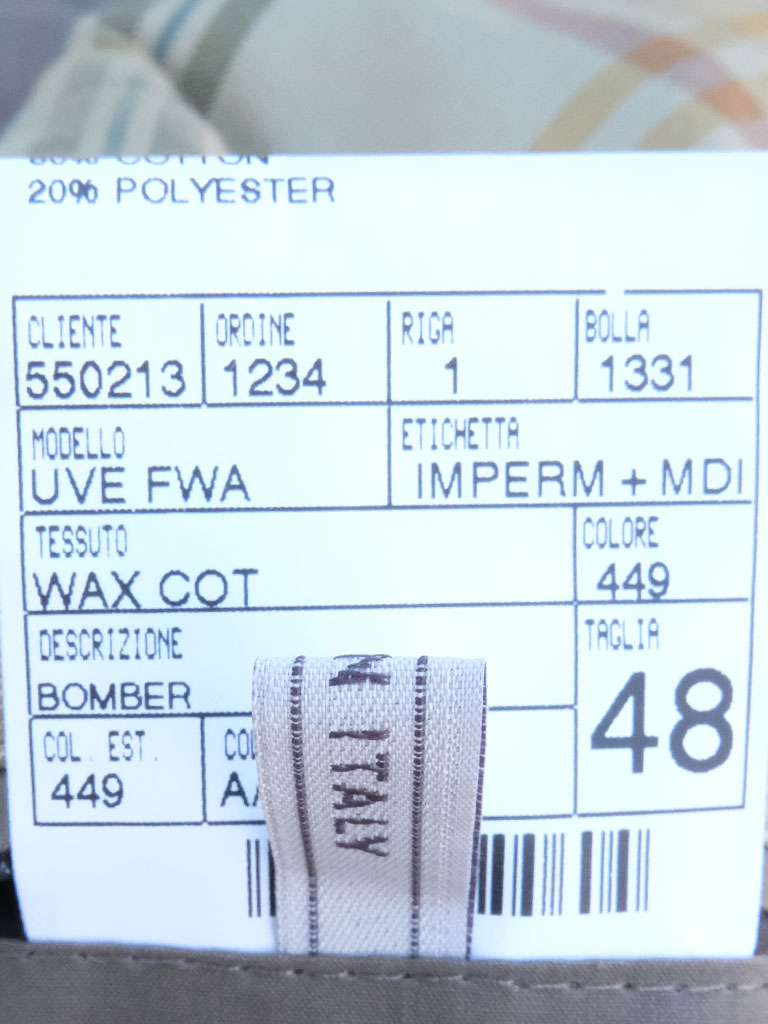 COTTON
20% POLYESTER
CLIENTE ORDINE RIGA BOLLA
550213 1234 1 1331
MODELLO ETICHETTA
UVE FWA IMPERM + MDI
TESSUTO COLORE
WAX COT 449
DESCRIZIONE TAGLIA
BOMBER 48
COL. EST.
449
ITALY